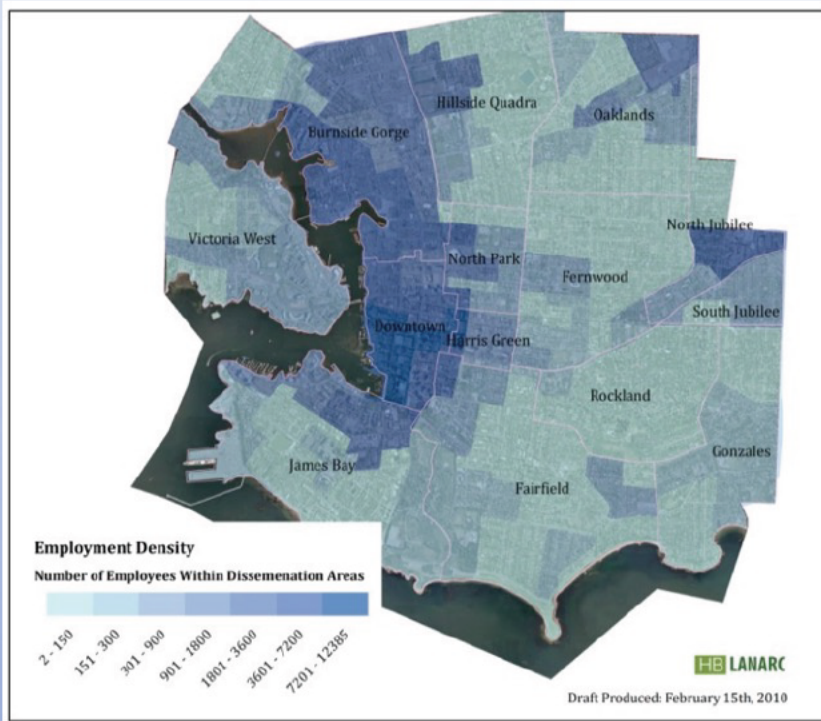 Hillside Quadra
Oaklands
Burnside Gorge
North Jubilee
Victoria West
North Park
Fernwood
South Jubilee
Downtown
Harris Green
Rockland
Gonzales
James Bay
Fairfield
Employment Density
Number of Employees Within Dissemenation Areas
2 - 150
151 - 300
301 - 900
901 - 1800
1801 - 3600
3601 - 7200
7201 - 12385
HB LANARC
Draft Produced: February 15th, 2010